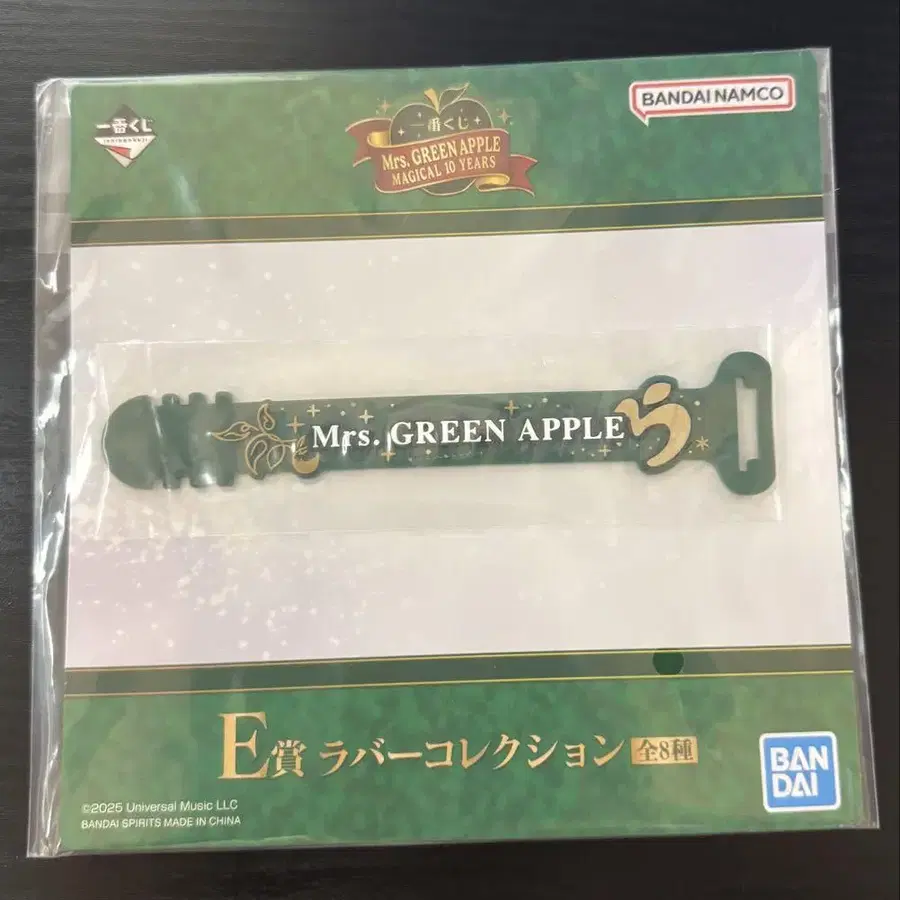 一番くじ
一番くじ
Mrs. GREEN APPLE
MAGICAL 10 YEARS
BANDAI NAMCO
Mrs. GREEN APPLE
E賞 ラバーコレクション 全8種
©2025 Universal Music LLC
BANDAI SPIRITS MADE IN CHINA
BAN
DAI